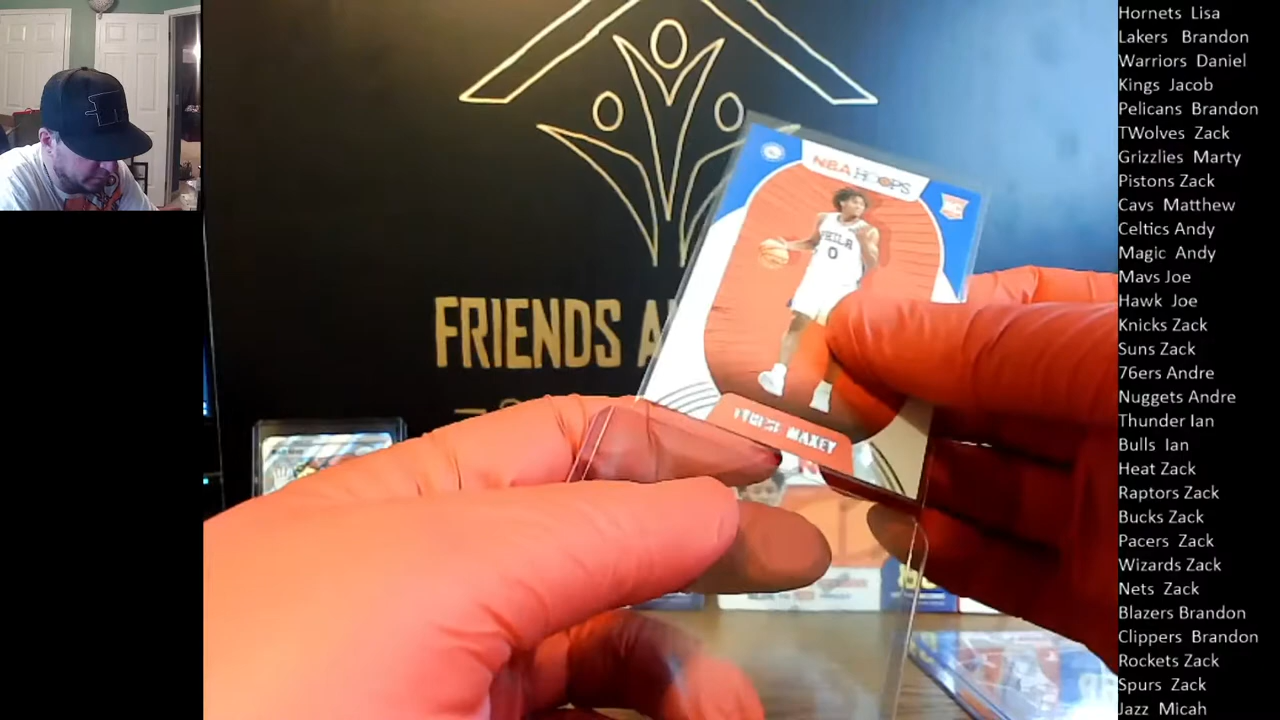 Hornets Lisa
Lakers Brandon
Warriors Daniel
Kings Jacob
Pelicans Brandon
TWolves Zack
Grizzlies Marty
Pistons Zack
Cavs Matthew
Celtics Andy
Magic Andy
Mavs Joe
Hawk Joe
Knicks Zack
Suns Zack
76ers Andre
Nuggets Andre
Thunder Ian
Bulls Ian
Heat Zack
Raptors Zack
Bucks Zack
Pacers Zack
Wizards Zack
Nets Zack
Blazers Brandon
Clippers Brandon
Rockets Zack
Spurs Zack
Jazz Micah
NBA HOOPS
PHILA
0
TYRESE MAXEY
FRIENDS A